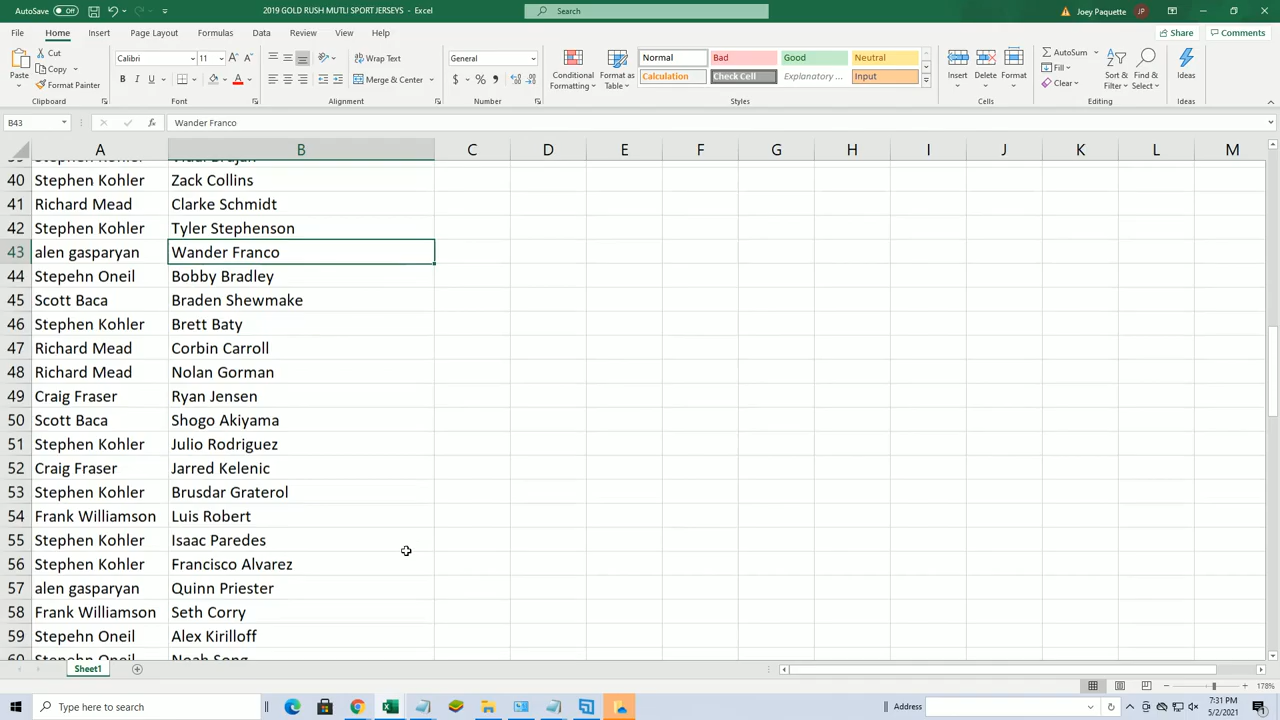 AutoSave Off 2019 GOLD RUSH MUTLI SPORT JERSEYS - Excel Search Joey Paquette JP
File Home Insert Page Layout Formulas Data Review View Help Share Comments
Paste Cut Copy Format Painter Clipboard
Calibri 11 B I U A Font
Wrap Text Merge & Center Alignment
General $ % Number
Conditional Formatting Format as Table Normal Bad Good Neutral Calculation Check Cell Explanatory ... Input Styles
Insert Delete Format Cells
AutoSum Fill Clear Sort & Filter Find & Select Editing
Ideas Ideas
B43 fx Wander Franco
A B C D E F G H I J K L M
40 Stephen Kohler Zack Collins
41 Richard Mead Clarke Schmidt
42 Stephen Kohler Tyler Stephenson
43 alen gasparyan Wander Franco
44 Stepehn Oneil Bobby Bradley
45 Scott Baca Braden Shewmake
46 Stephen Kohler Brett Baty
47 Richard Mead Corbin Carroll
48 Richard Mead Nolan Gorman
49 Craig Fraser Ryan Jensen
50 Scott Baca Shogo Akiyama
51 Stephen Kohler Julio Rodriguez
52 Craig Fraser Jarred Kelenic
53 Stephen Kohler Brusdar Graterol
54 Frank Williamson Luis Robert
55 Stephen Kohler Isaac Paredes
56 Stephen Kohler Francisco Alvarez
57 alen gasparyan Quinn Priester
58 Frank Williamson Seth Corry
59 Stepehn Oneil Alex Kirilloff
60 Stepehn Oneil Noah Song
Sheet1
178%
Type here to search Address 7:31 PM
5/2/2021